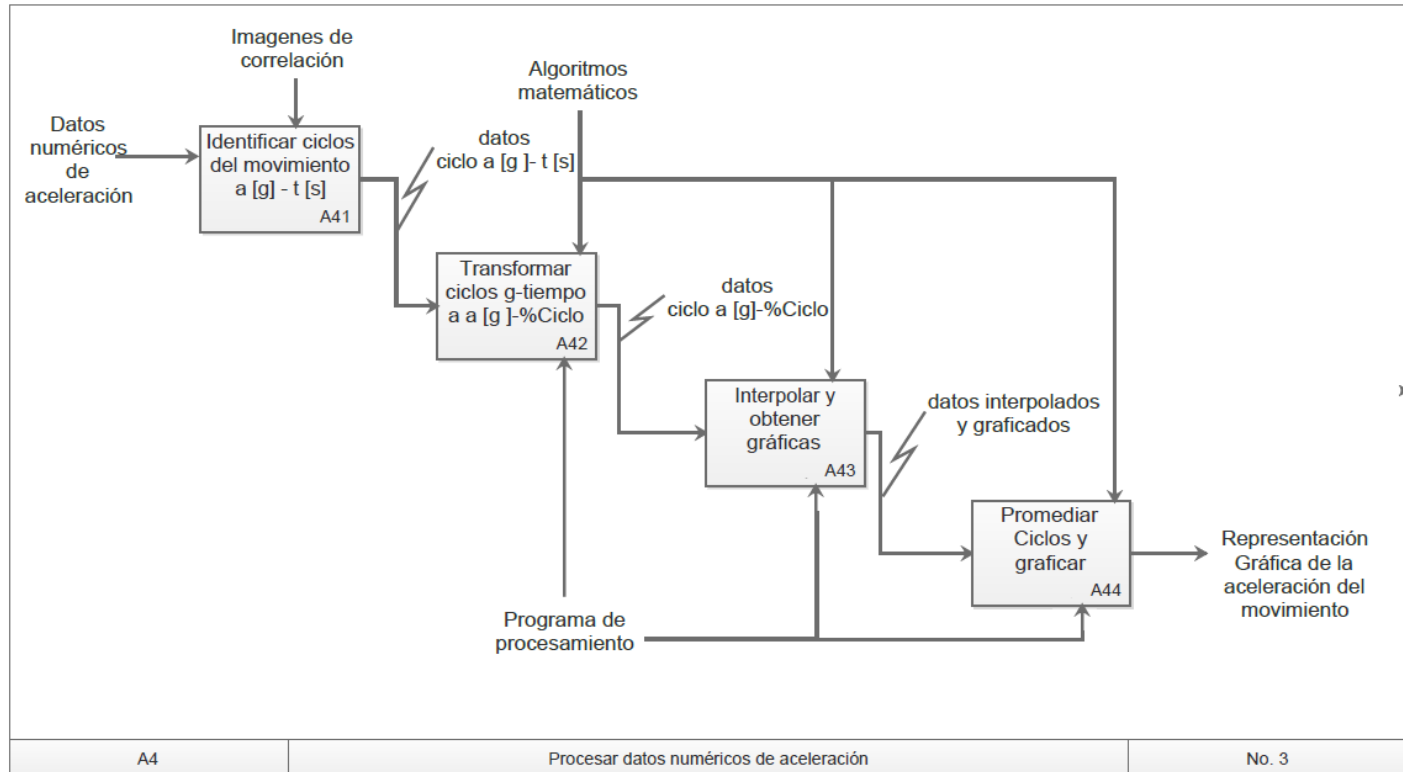 Imagenes de
correlación
Algoritmos
matemáticos
Datos
numéricos
de
aceleración
Identificar ciclos
del movimiento
a [g] - t [s]
A41
datos
ciclo a [g ]- t [s]
Transformar
ciclos g-tiempo
a a [g ]-%Ciclo
A42
datos
ciclo a [g]-%Ciclo
Interpolar y
obtener
gráficas
A43
datos interpolados
y graficados
Promediar
Ciclos y
graficar
A44
Representación
Gráfica de la
aceleración del
movimiento
Programa de
procesamiento
A4
Procesar datos numéricos de aceleración
No. 3